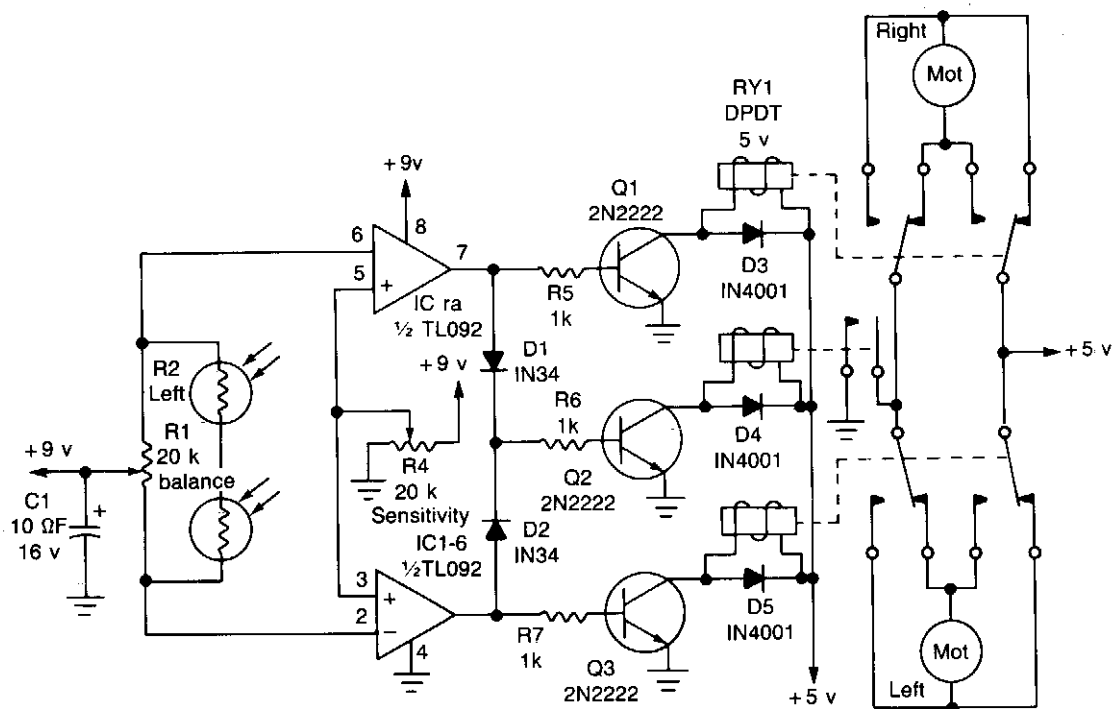 Right
Mot
RY1
DPDT
5 v
+9v
8
Q1
2N2222
6
7
5
+
IC ra
½ TL092
R5
1k
D3
IN4001
D1
IN34
+9 v
+5 v
R2
Left
R6
1k
D4
IN4001
R1
20 k
balance
+9 v
R4
20 k
Sensitivity
Q2
2N2222
C1
10 ΩF
16 v
+
IC1-6
½TL092
D2
IN34
3
+
2
−
4
R7
1k
D5
IN4001
Q3
2N2222
+5 v
Mot
Left